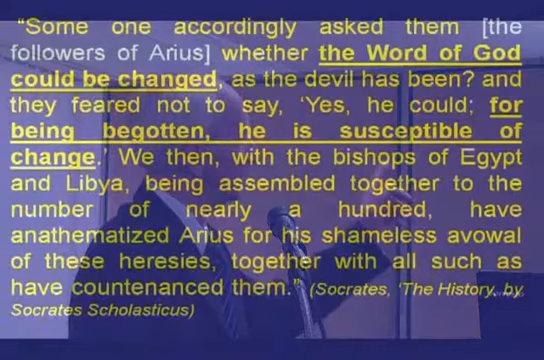 “Some one accordingly asked them [the
followers of Arius] whether the Word of God
could be changed, as the devil has been? and
they feared not to say, ‘Yes, he could; for
being begotten, he is susceptible of
change.’ We then, with the bishops of Egypt
and Libya, being assembled together to the
number of nearly a hundred, have
anathematized Arius for his shameless avowal
of these heresies, together with all such as
have countenanced them.” (Socrates, ‘The History, by
Socrates Scholasticus)